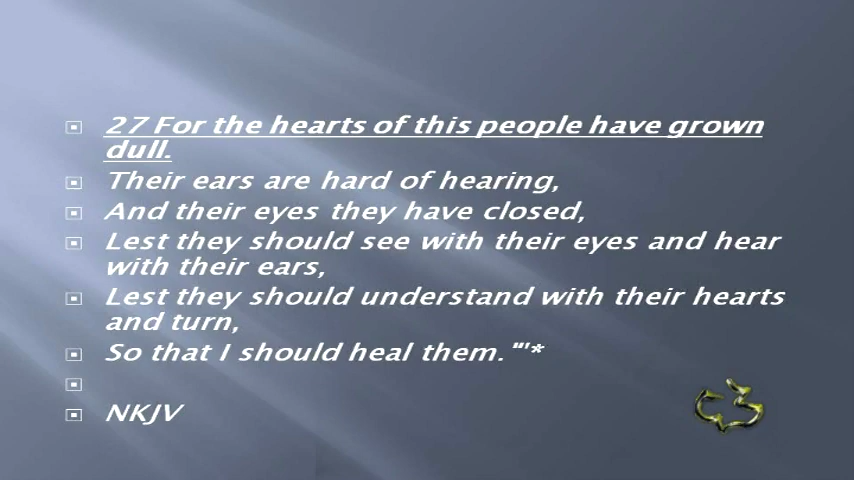 27 For the hearts of this people have grown
dull.
Their ears are hard of hearing,
And their eyes they have closed,
Lest they should see with their eyes and hear
with their ears,
Lest they should understand with their hearts
and turn,
So that I should heal them."'*
NKJV
C3